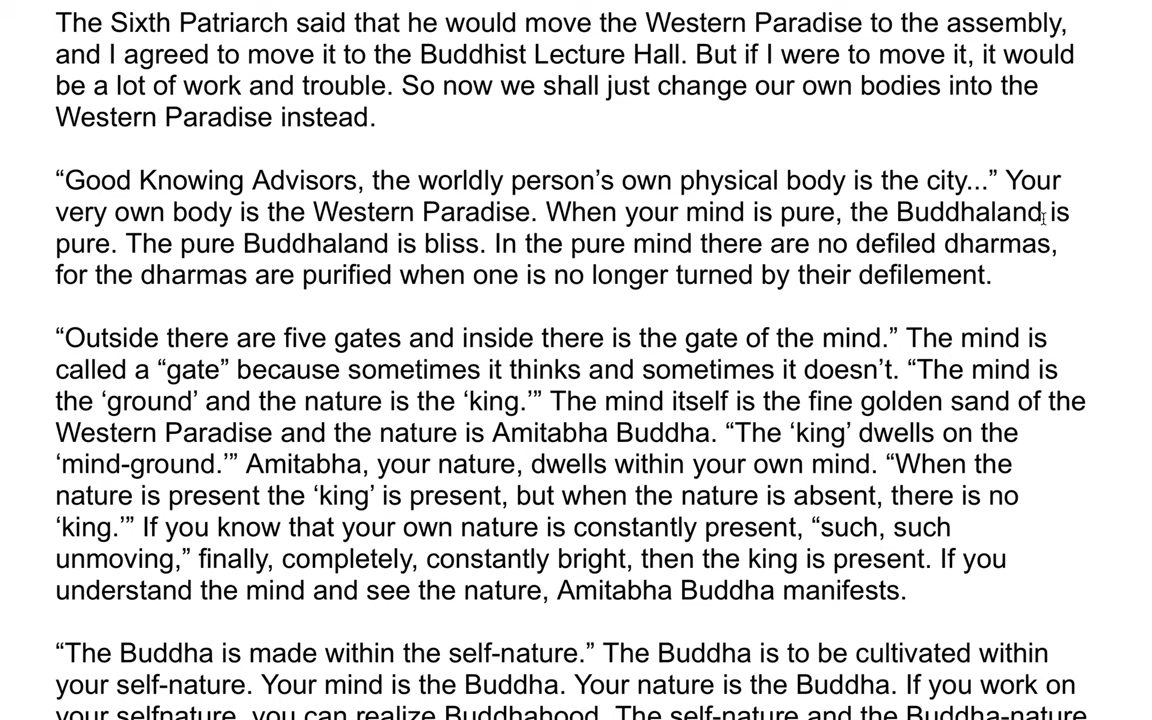 The Sixth Patriarch said that he would move the Western Paradise to the assembly,
and I agreed to move it to the Buddhist Lecture Hall. But if I were to move it, it would
be a lot of work and trouble. So now we shall just change our own bodies into the
Western Paradise instead.
“Good Knowing Advisors, the worldly person’s own physical body is the city...” Your
very own body is the Western Paradise. When your mind is pure, the Buddhaland is
pure. The pure Buddhaland is bliss. In the pure mind there are no defiled dharmas,
for the dharmas are purified when one is no longer turned by their defilement.
“Outside there are five gates and inside there is the gate of the mind.” The mind is
called a “gate” because sometimes it thinks and sometimes it doesn’t. “The mind is
the ‘ground’ and the nature is the ‘king.’” The mind itself is the fine golden sand of the
Western Paradise and the nature is Amitabha Buddha. “The ‘king’ dwells on the
‘mind-ground.’” Amitabha, your nature, dwells within your own mind. “When the
nature is present the ‘king’ is present, but when the nature is absent, there is no
‘king.’” If you know that your own nature is constantly present, “such, such
unmoving,” finally, completely, constantly bright, then the king is present. If you
understand the mind and see the nature, Amitabha Buddha manifests.
“The Buddha is made within the self-nature.” The Buddha is to be cultivated within
your self-nature. Your mind is the Buddha. Your nature is the Buddha. If you work on
your selfnature, you can realize Buddhahood. The self-nature and the Buddha-nature